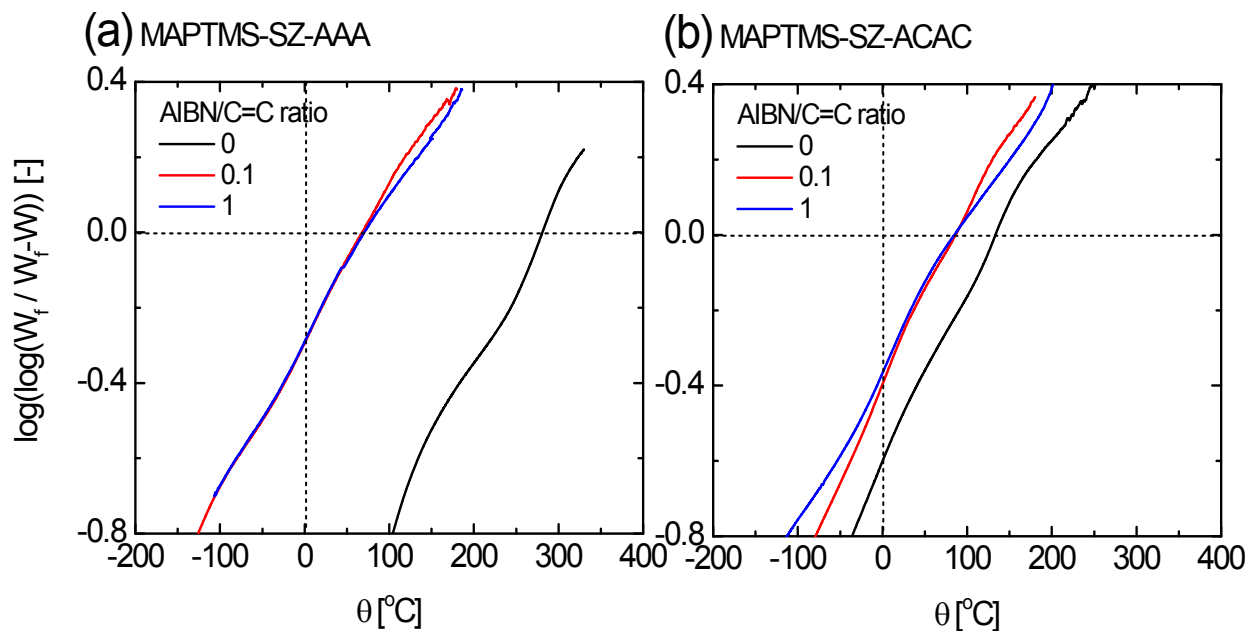 (a) MAPTMS-SZ-AAA
(b) MAPTMS-SZ-ACAC
log(log(W_f / W_f-W)) [-]
0.4
0.0
-0.4
-0.8
AIBN/C=C ratio
0
0.1
1
-200 -100 0 100 200 300 400
θ [°C]
0.4
0.0
-0.4
-0.8
AIBN/C=C ratio
0
0.1
1
-200 -100 0 100 200 300 400
θ [°C]